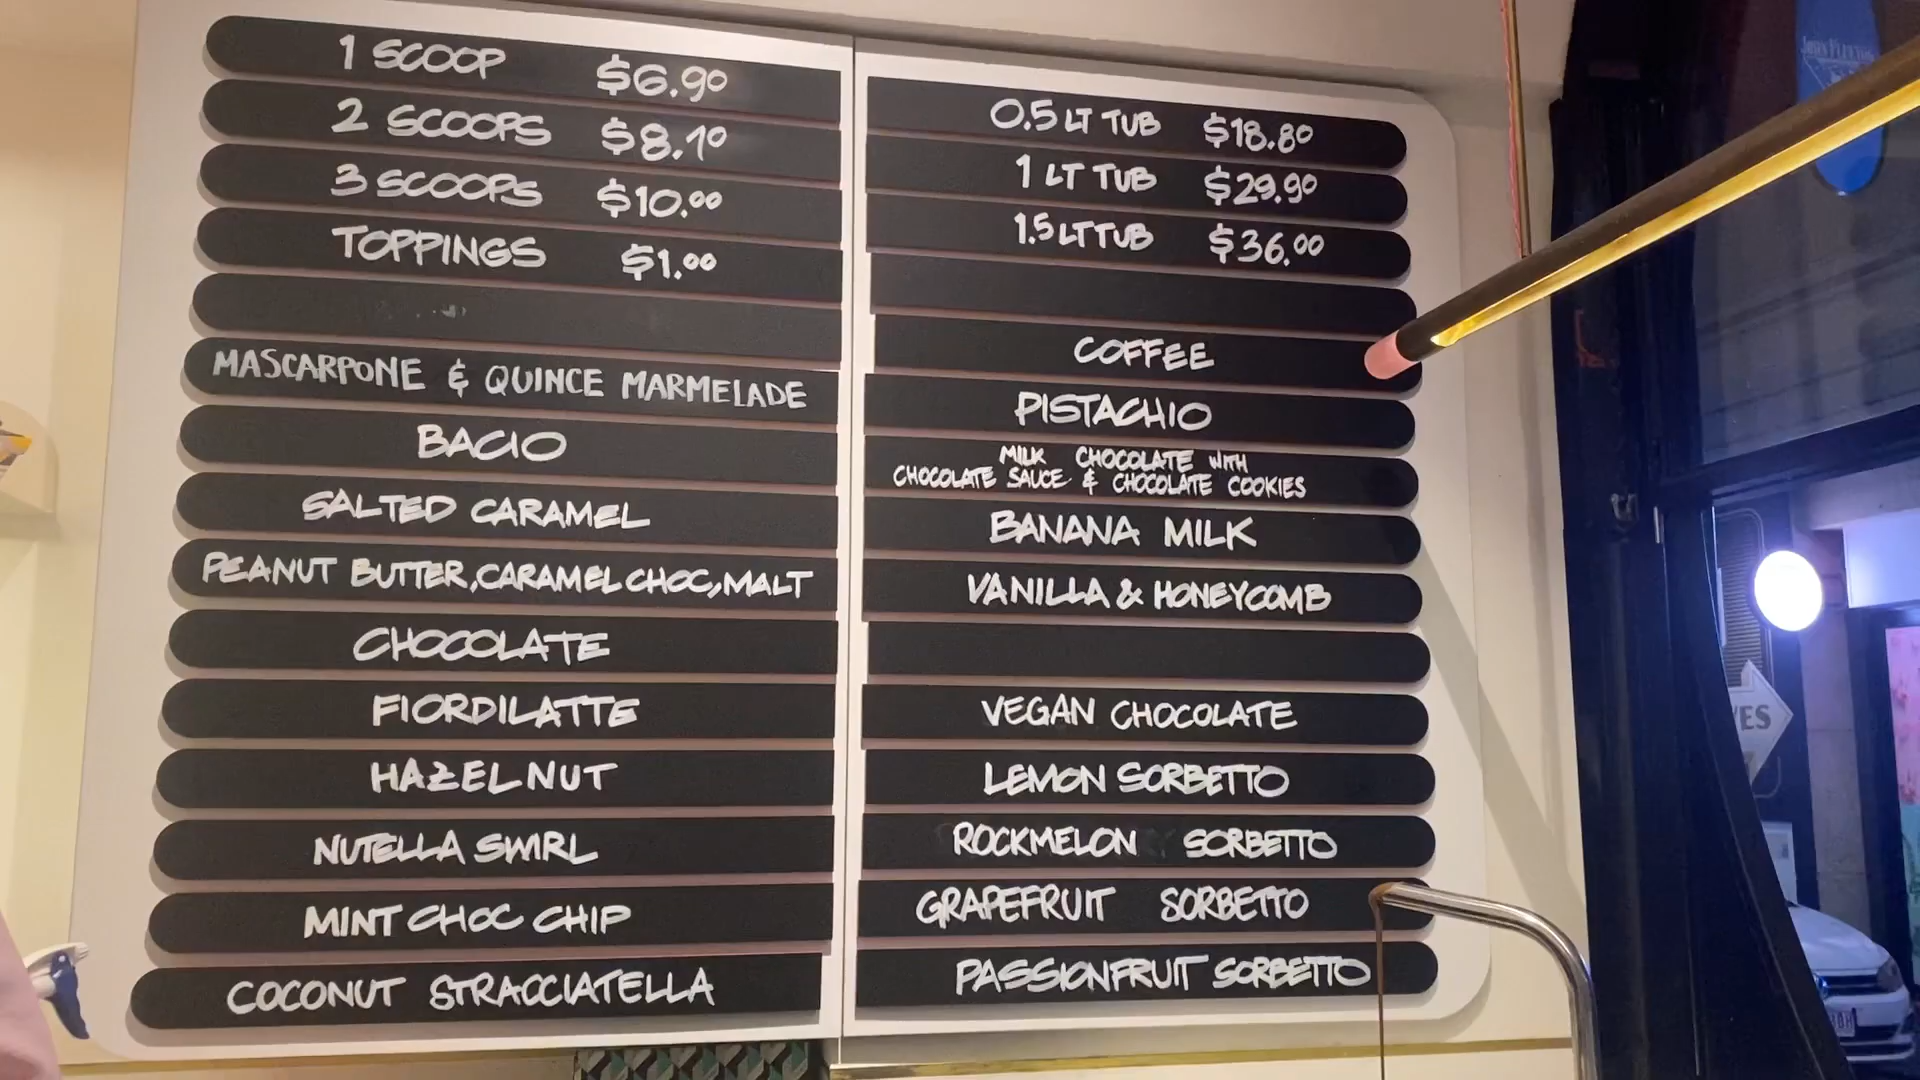 1 SCOOP $6.90
2 SCOOPS $8.10
3 SCOOPS $10.00
TOPPINGS $1.00
MASCARPONE & QUINCE MARMELADE
BACIO
SALTED CARAMEL
PEANUT BUTTER, CARAMEL CHOC, MALT
CHOCOLATE
FIORDILATTE
HAZELNUT
NUTELLA SWIRL
MINT CHOC CHIP
COCONUT STRACCIATELLA
0.5 LT TUB $18.80
1 LT TUB $29.90
1.5 LT TUB $36.00
COFFEE
PISTACHIO
MILK CHOCOLATE WITH
CHOCOLATE SAUCE & CHOCOLATE COOKIES
BANANA MILK
VANILLA & HONEYCOMB
VEGAN CHOCOLATE
LEMON SORBETTO
ROCKMELON SORBETTO
GRAPEFRUIT SORBETTO
PASSIONFRUIT SORBETTO